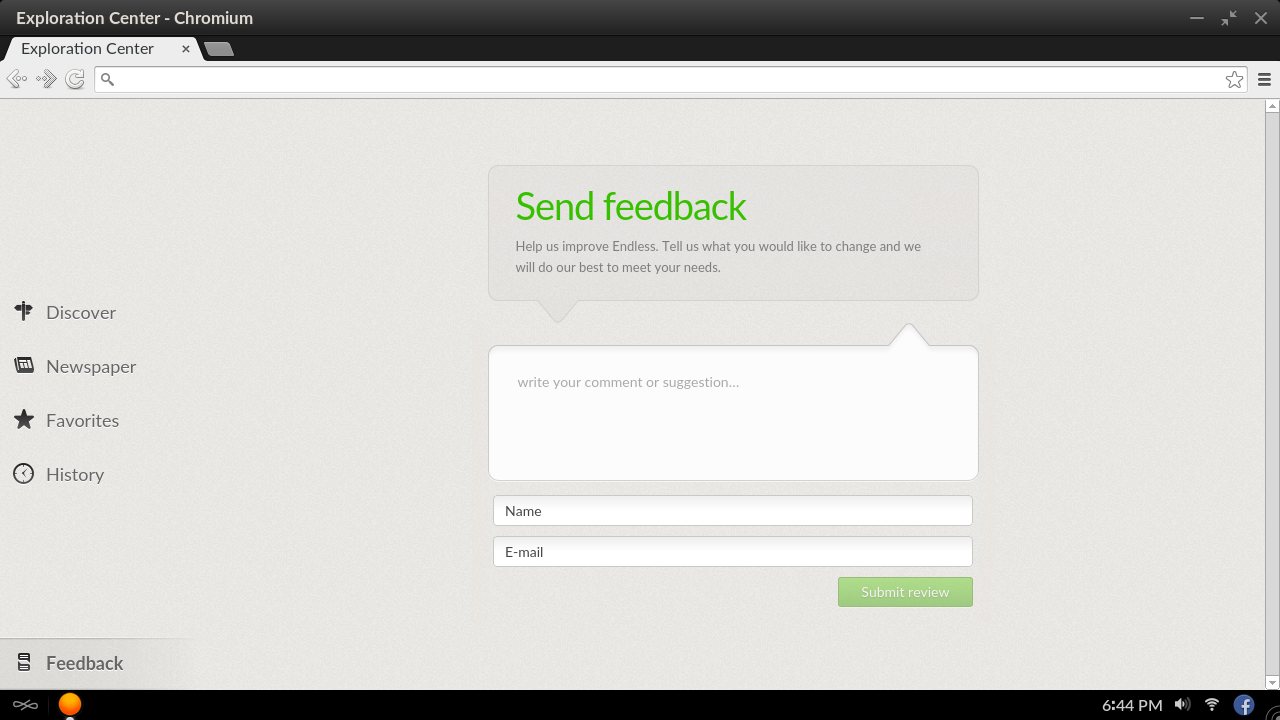 Exploration Center - Chromium
Exploration Center
Send feedback
Help us improve Endless. Tell us what you would like to change and we
will do our best to meet your needs.
Discover
Newspaper
Favorites
History
write your comment or suggestion...
Name
E-mail
Submit review
Feedback
6:44 PM